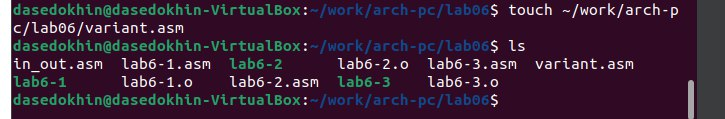 dasedokhin@dasedokhin-VirtualBox:~/work/arch-pc/lab06$ touch ~/work/arch-p
c/lab06/variant.asm
dasedokhin@dasedokhin-VirtualBox:~/work/arch-pc/lab06$ ls
in_out.asm  lab6-1.asm  lab6-2      lab6-2.o  lab6-3.asm  variant.asm
lab6-1      lab6-1.o    lab6-2.asm  lab6-3    lab6-3.o
dasedokhin@dasedokhin-VirtualBox:~/work/arch-pc/lab06$